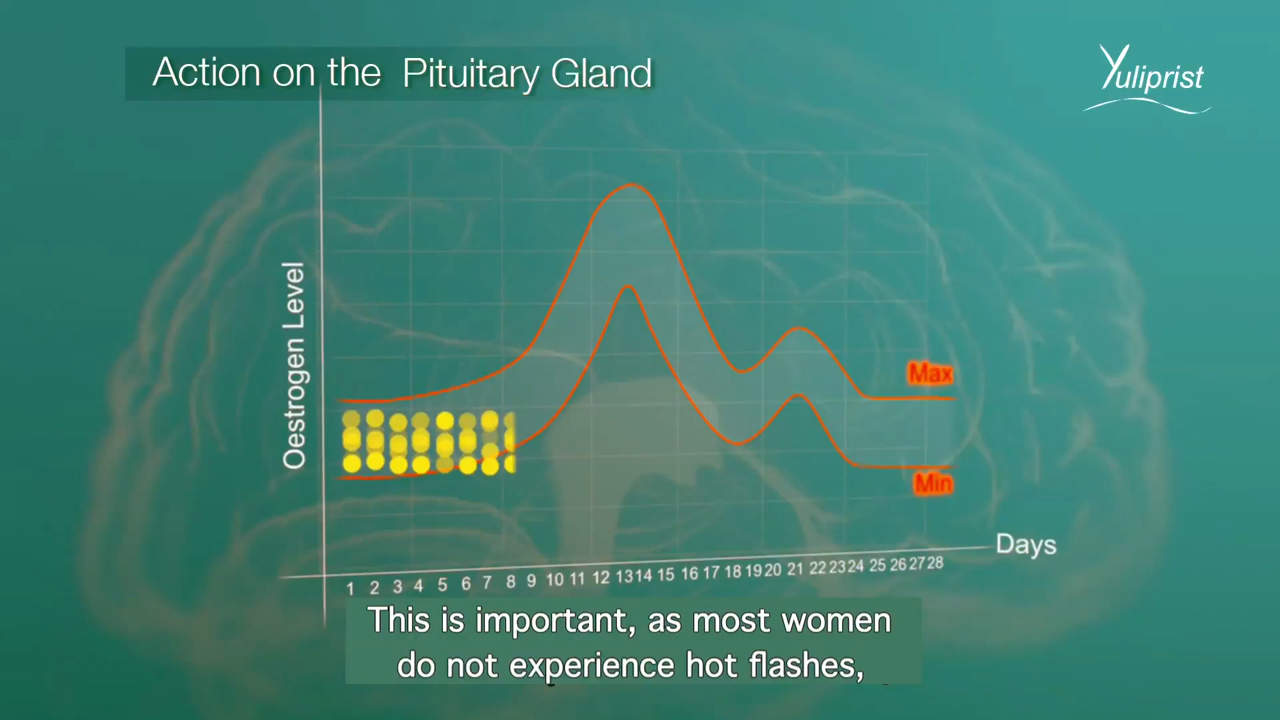 Action on the Pituitary Gland
Yuliprist
Oestrogen Level
Max
Min
Days
1 2 3 4 5 6 7 8 9 10 11 12 13 14 15 16 17 18 19 20 21 22 23 24 25 26 27 28
This is important, as most women
do not experience hot flashes,